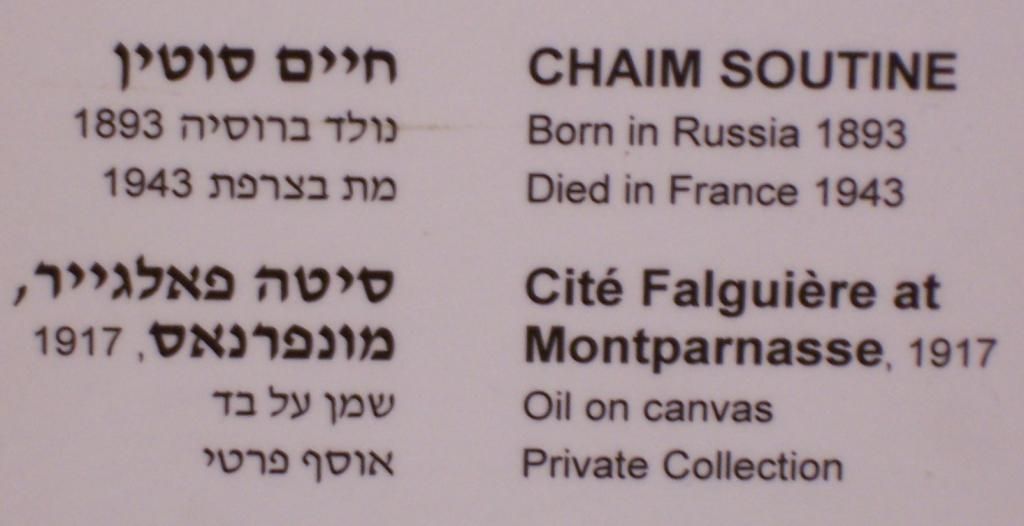 חיים סוטין
נולד ברוסיה 1893
מת בצרפת 1943
סיטה פאלגייר,
מונפרנאס, 1917
שמן על בד
אוסף פרטי
CHAIM SOUTINE
Born in Russia 1893
Died in France 1943
Cité Falguière at
Montparnasse, 1917
Oil on canvas
Private Collection